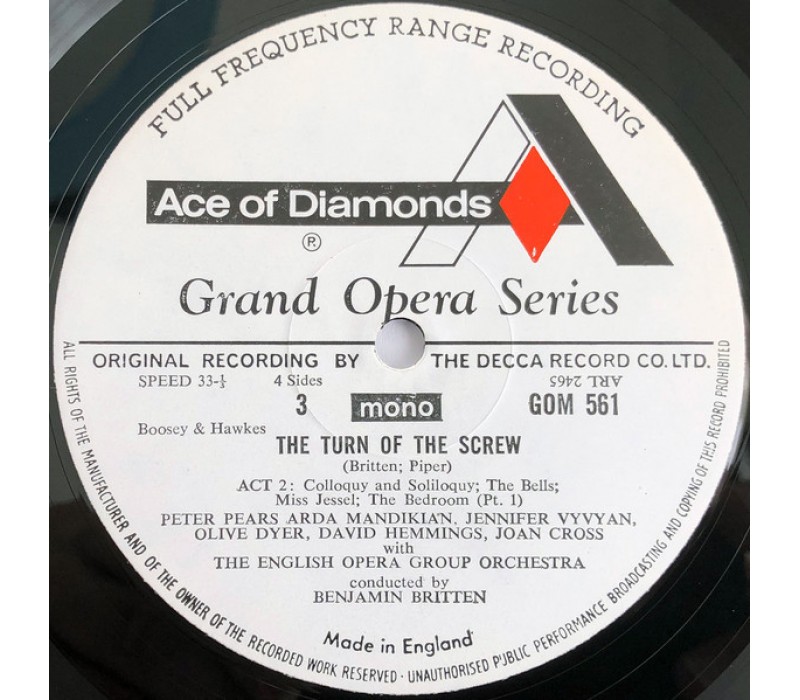 FULL FREQUENCY RANGE RECORDING
Ace of Diamonds
®
Grand Opera Series
ORIGINAL RECORDING BY THE DECCA RECORD CO. LTD.
SPEED 33-⅓ 4 Sides ARL 2465
3 mono GOM 561
Boosey & Hawkes
THE TURN OF THE SCREW
(Britten; Piper)
ACT 2: Colloquy and Soliloquy; The Bells;
Miss Jessel; The Bedroom (Pt. 1)
PETER PEARS ARDA MANDIKIAN, JENNIFER VYVYAN,
OLIVE DYER, DAVID HEMMINGS, JOAN CROSS
with
THE ENGLISH OPERA GROUP ORCHESTRA
conducted by
BENJAMIN BRITTEN
Made in England
ALL RIGHTS OF THE MANUFACTURER AND OF THE OWNER OF THE RECORDED WORK RESERVED · UNAUTHORISED PUBLIC PERFORMANCE BROADCASTING AND COPYING OF THIS RECORD PROHIBITED